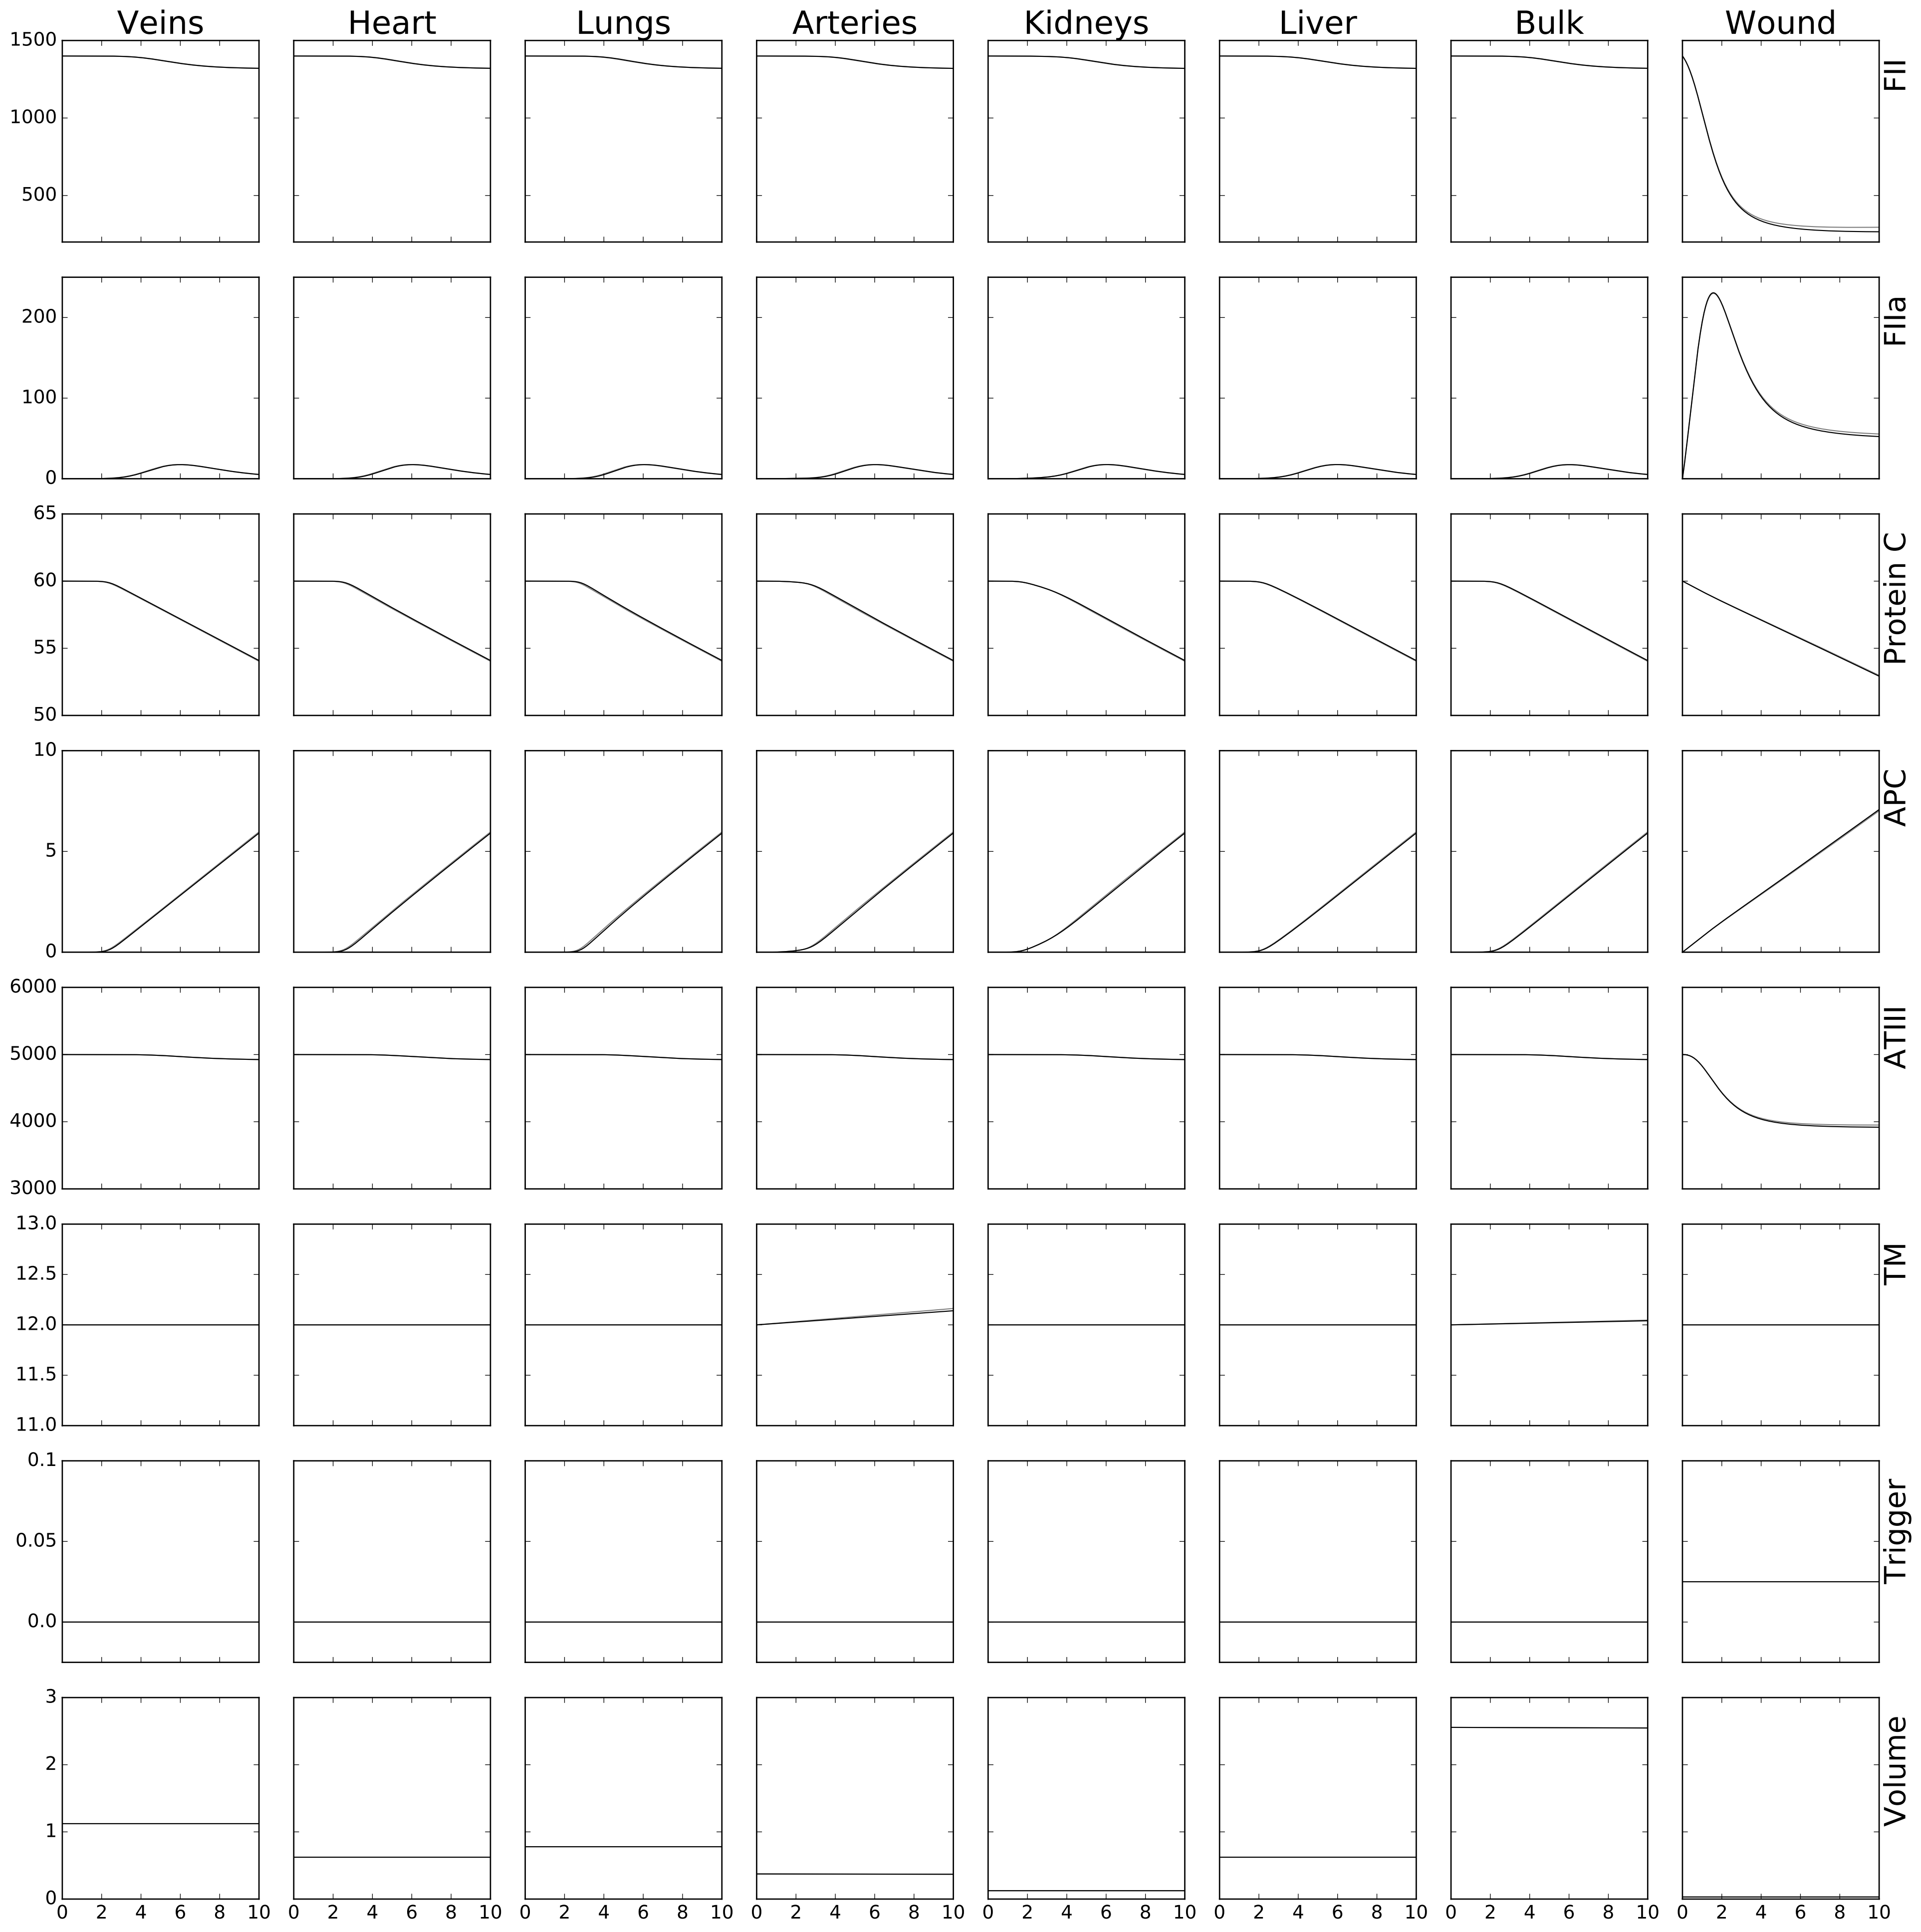 Veins Heart Lungs Arteries Kidneys Liver Bulk Wound
1500
1000
500
FII
200
100
0
FIIa
65
60
55
50
Protein C
10
5
0
APC
6000
5000
4000
3000
ATIII
13.0
12.5
12.0
11.5
11.0
TM
0.1
0.05
0.0
Trigger
3
2
1
0
Volume
0 2 4 6 8 10 0 2 4 6 8 10 0 2 4 6 8 10 0 2 4 6 8 10 0 2 4 6 8 10 0 2 4 6 8 10 0 2 4 6 8 10 0 2 4 6 8 10